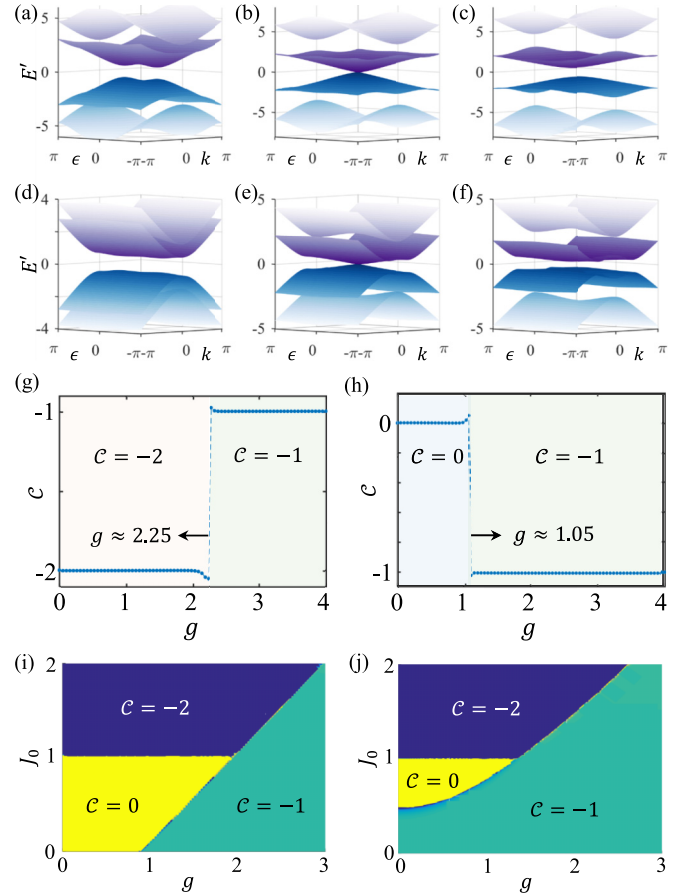 (a) (b) (c)
5 5 5
E′ 0 0 0
-5 -5 -5
π ϵ 0 -π-π 0 k π π ϵ 0 -π-π 0 k π π ϵ 0 -π-π 0 k π
(d) (e) (f)
4 5 5
E′ 0 0 0
-4 -5 -5
π ϵ 0 -π-π 0 k π π ϵ 0 -π-π 0 k π π ϵ 0 -π-π 0 k π
(g) (h)
-1 0
𝒞 = −2 𝒞 = −1 𝒞 = 0 𝒞 = −1
𝒞 𝒞
g ≈ 2.25 g ≈ 1.05
-2 -1
0 1 2 3 4 0 1 2 3 4
g g
(i) (j)
2 2
𝒞 = −2 𝒞 = −2
J₀ 1 J₀ 1
𝒞 = 0 𝒞 = −1 𝒞 = 0 𝒞 = −1
0 0
0 1 2 3 0 1 2 3
g g